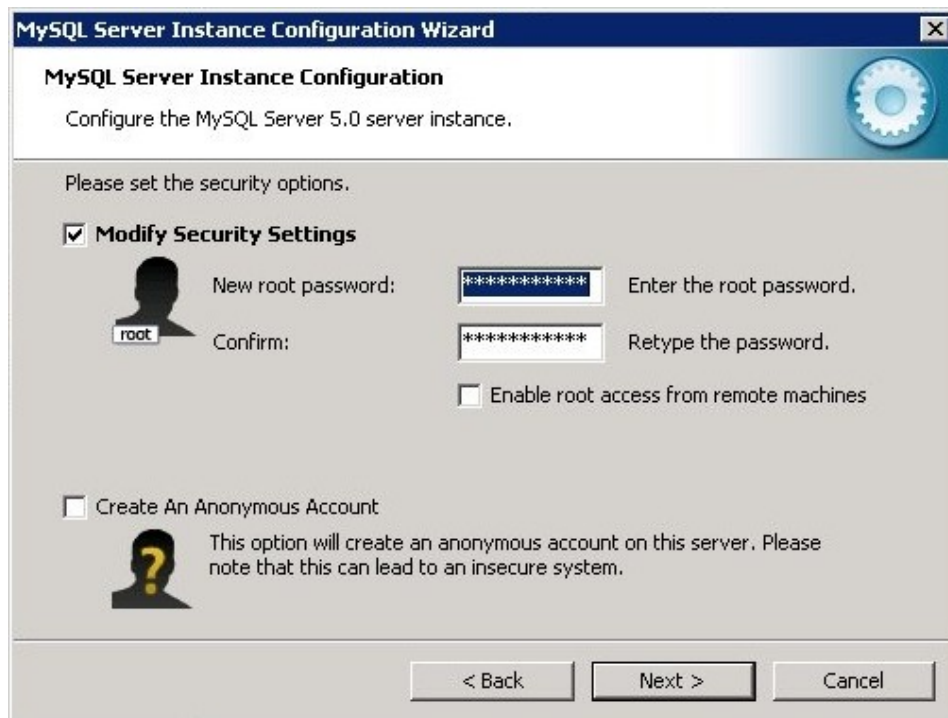 MySQL Server Instance Configuration Wizard
MySQL Server Instance Configuration
Configure the MySQL Server 5.0 server instance.
Please set the security options.
Modify Security Settings
New root password: *********** Enter the root password.
root
Confirm: *********** Retype the password.
Enable root access from remote machines
Create An Anonymous Account
This option will create an anonymous account on this server. Please
note that this can lead to an insecure system.
?
< Back Next > Cancel